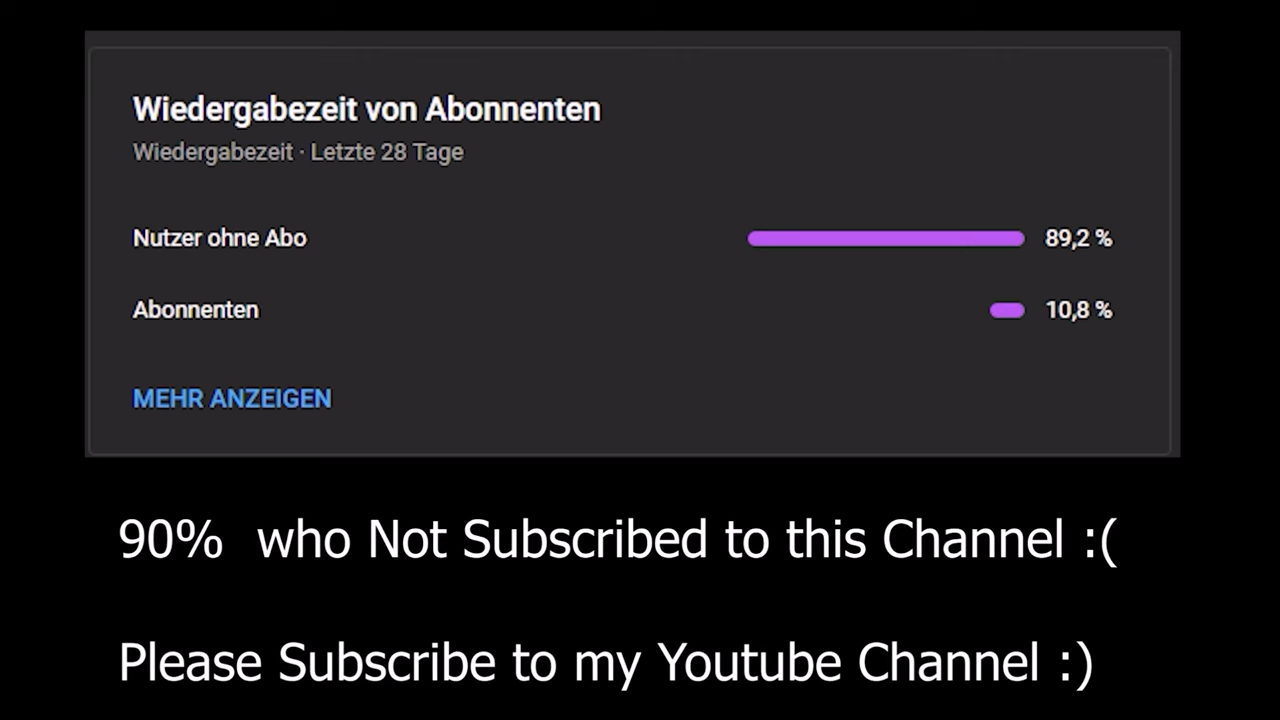 Wiedergabezeit von Abonnenten
Wiedergabezeit · Letzte 28 Tage
Nutzer ohne Abo 89,2 %
Abonnenten 10,8 %
MEHR ANZEIGEN
90% who Not Subscribed to this Channel :(
Please Subscribe to my Youtube Channel :)